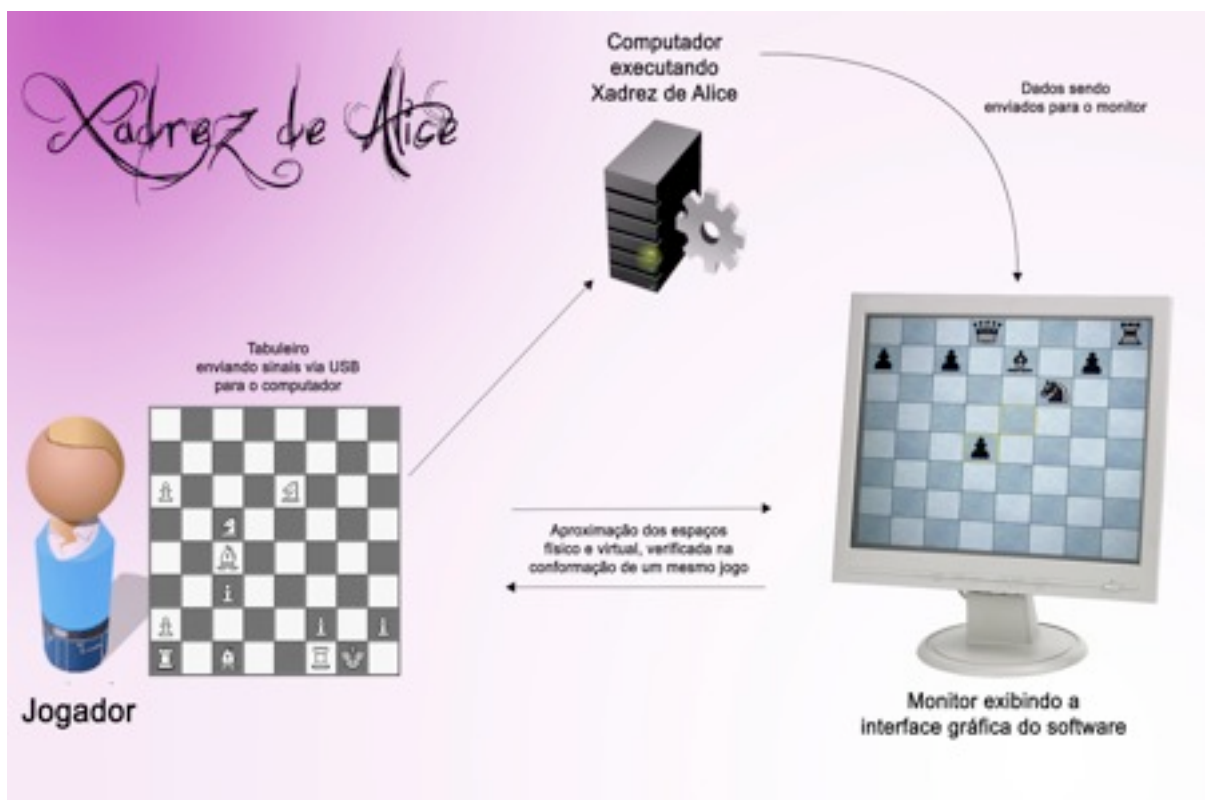 Xadrez de Alice
Computador
executando
Xadrez de Alice
Dados sendo
enviados para o monitor
Tabuleiro
enviando sinais via USB
para o computador
Aproximação dos espaços
físico e virtual, verificada na
conformação de um mesmo jogo
Jogador
Monitor exibindo a
interface gráfica do software